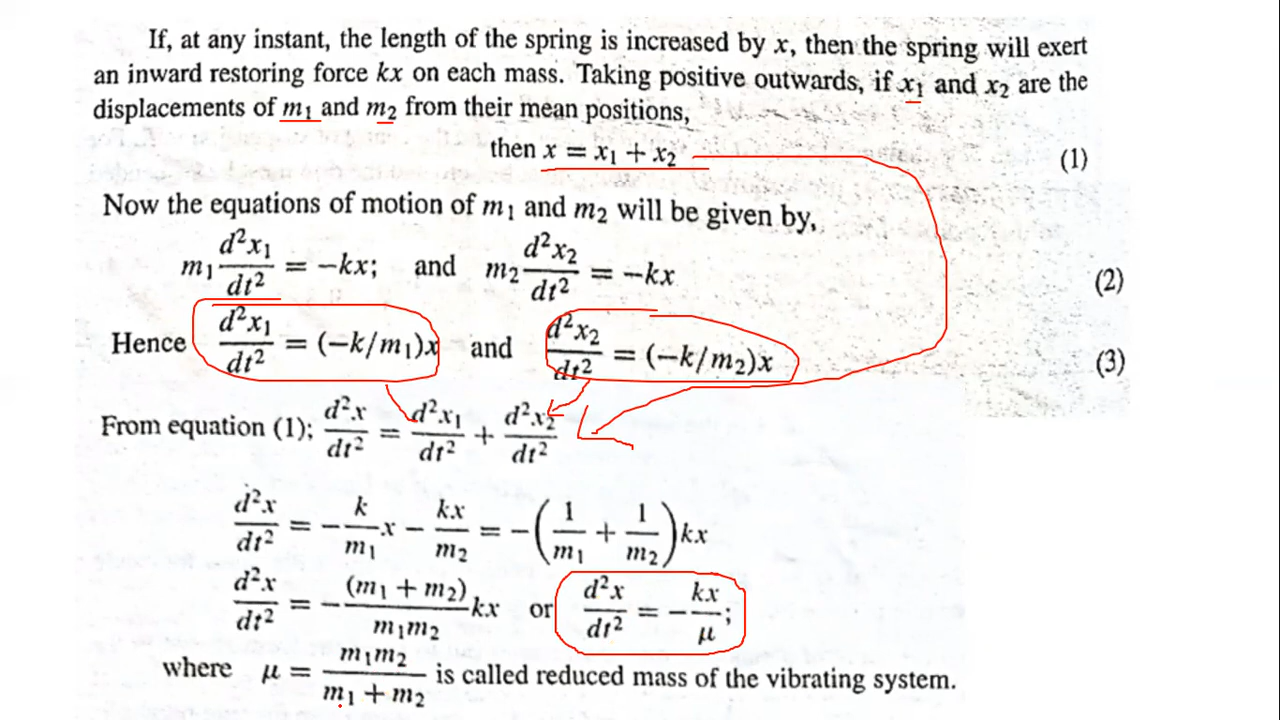 If, at any instant, the length of the spring is increased by x, then the spring will exert
an inward restoring force kx on each mass. Taking positive outwards, if x₁ and x₂ are the
displacements of m₁ and m₂ from their mean positions,
then x = x₁ + x₂ (1)
Now the equations of motion of m₁ and m₂ will be given by,
m₁ d²x₁/dt² = −kx; and m₂ d²x₂/dt² = −kx (2)
Hence d²x₁/dt² = (−k/m₁)x and d²x₂/dt² = (−k/m₂)x (3)
From equation (1); d²x/dt² = d²x₁/dt² + d²x₂/dt²
d²x/dt² = −k/m₁ x − kx/m₂ = −(1/m₁ + 1/m₂)kx
d²x/dt² = −(m₁ + m₂)/m₁m₂ kx or d²x/dt² = −kx/μ;
where μ = m₁m₂/m₁ + m₂ is called reduced mass of the vibrating system.